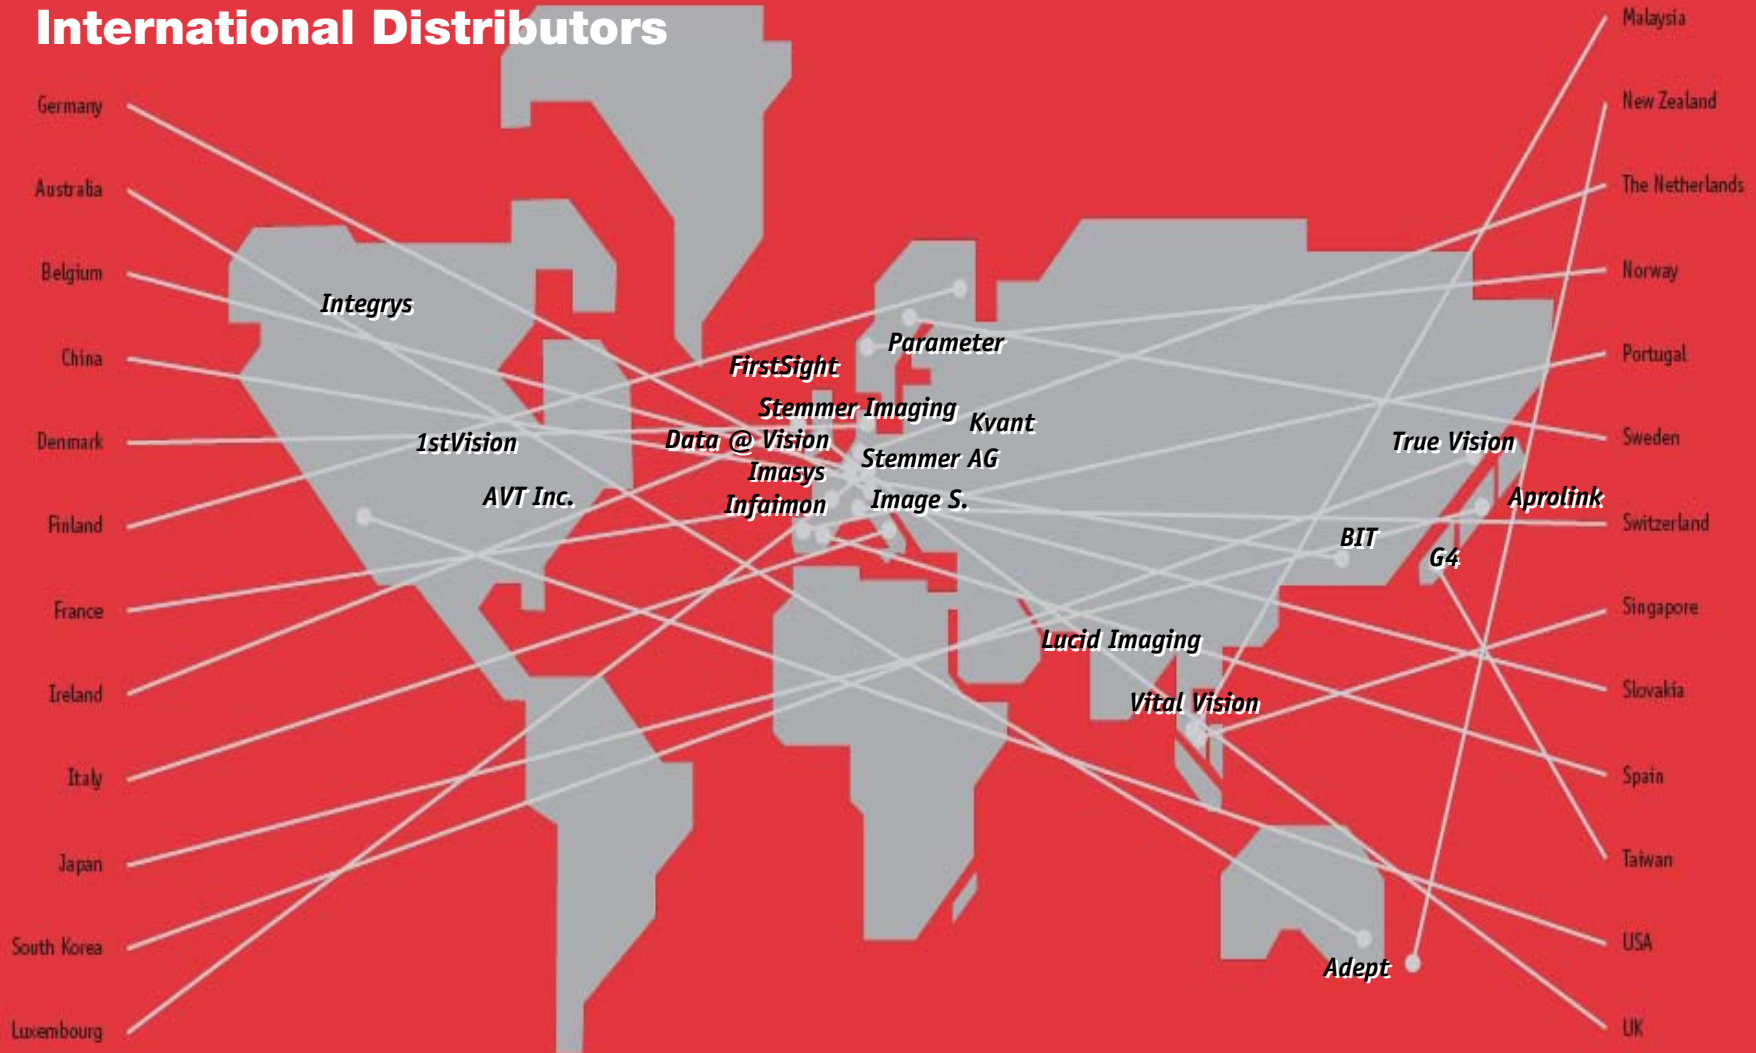 International Distributors
Germany
Australia
Belgium
China
Denmark
Finland
France
Ireland
Italy
Japan
South Korea
Luxembourg
Integrys
1stVision
AVT Inc.
FirstSight
Parameter
Stemmer Imaging
Kvant
Data @ Vision
Stemmer AG
Imasys
Infaimon
Image S.
True Vision
Aprolink
BIT
G4
Lucid Imaging
Vital Vision
Adept
Malaysia
New Zealand
The Netherlands
Norway
Portugal
Sweden
Switzerland
Singapore
Slovakia
Spain
Taiwan
USA
UK